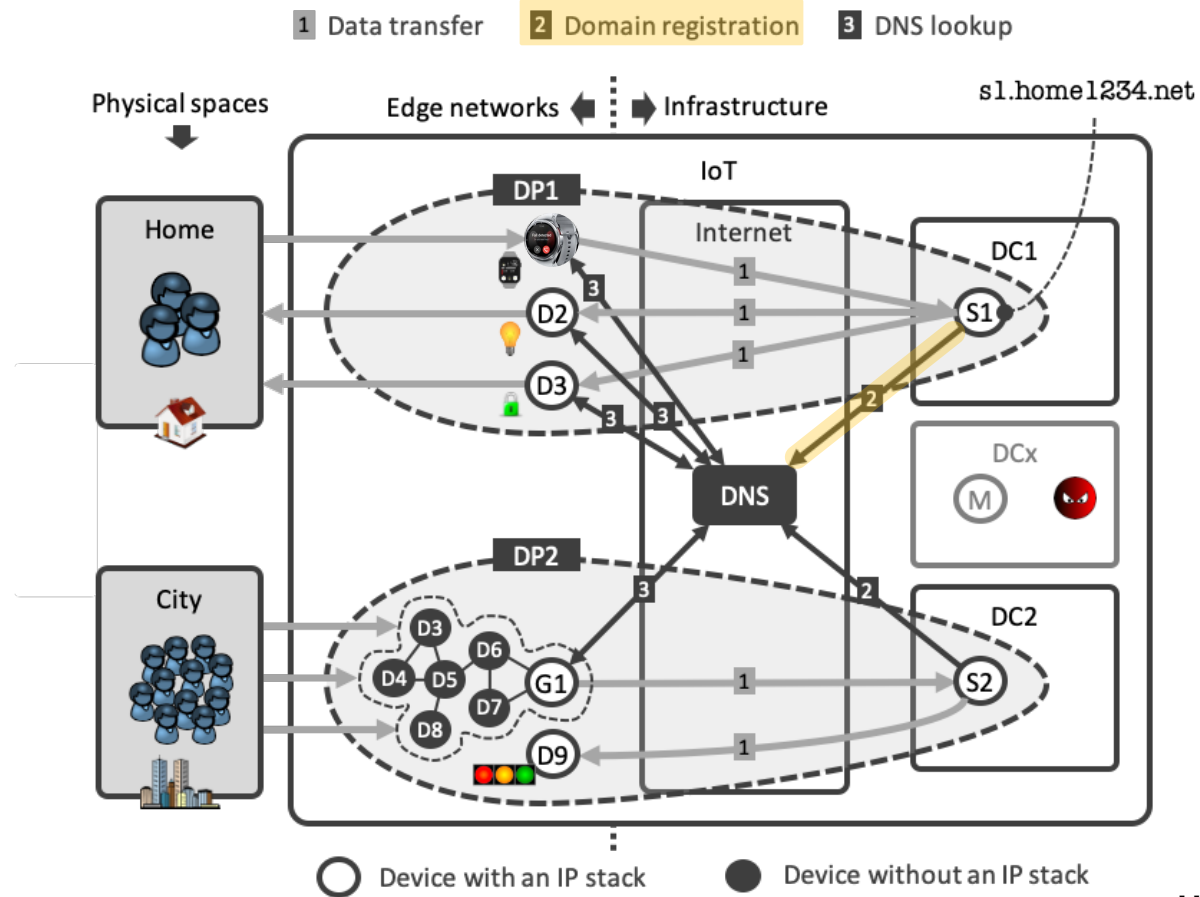 1 Data transfer
2 Domain registration
3 DNS lookup
Physical spaces
Edge networks
Infrastructure
s1.home1234.net
IoT
DP1
Home
Internet
DC1
1
3
D2
1
S1
1
D3
3
3
2
DCx
DNS
M
DP2
City
3
2
DC2
D3
D6
D4
D5
G1
1
S2
D7
D8
D9
1
Device with an IP stack
Device without an IP stack